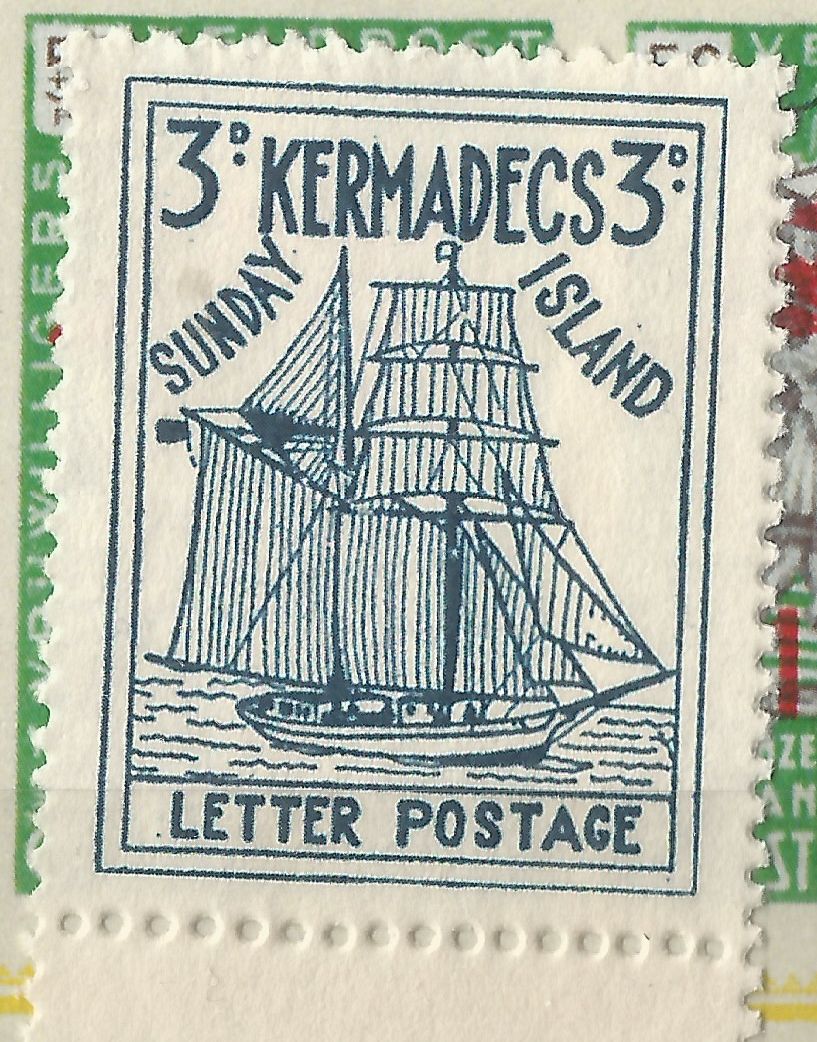 3D KERMADECS 3D
SUNDAY ISLAND
LETTER POSTAGE